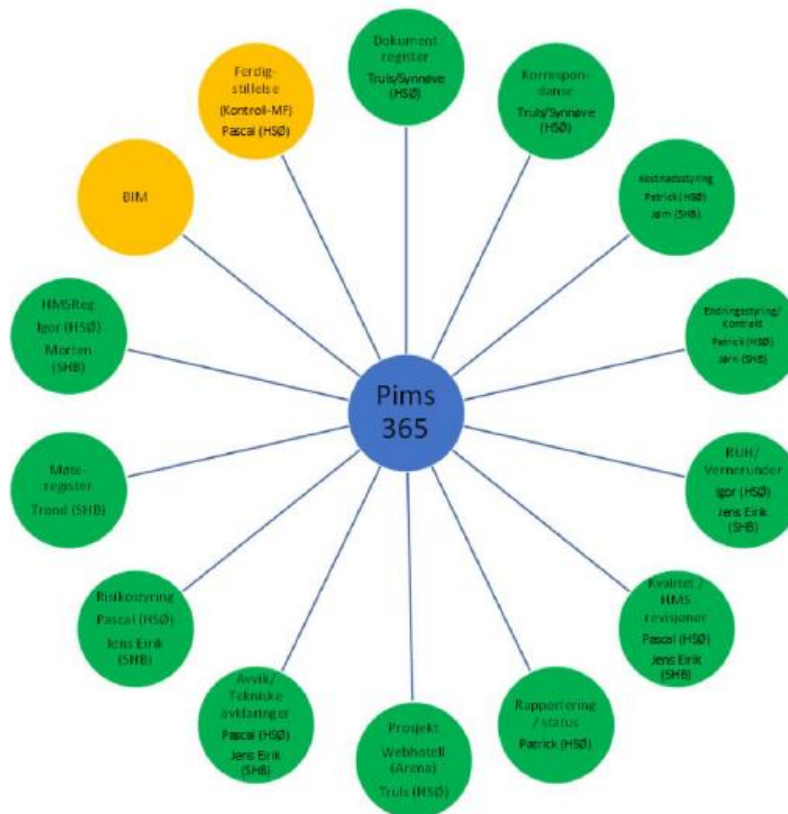 Pims
365
Dokument
register
Truls/Synnøve
(HSØ)
Korrespon-
danse
Truls/Synnøve
(HSØ)
Kostnadsstyring
Patrick (HSØ)
Jørn (SHB)
Endringsstyring/
Kontrakt
Patrick (HSØ)
Jørn (SHB)
RUH/
Vernerunder
Igor (HSØ)
Jens Eirik
(SHB)
Kvalitet /
HMS
revisjoner
Pascal (HSØ)
Jens Eirik
(SHB)
Rapportering
/ status
Patrick (HSØ)
Prosjekt
Webhotell
(Arena)
Truls (HSØ)
Avvik/
Tekniske
avklaringer
Pascal (HSØ)
Jens Eirik
(SHB)
Risikostyring
Pascal (HSØ)
Jens Eirik
(SHB)
Møte-
register
Trond (SHB)
HMSReg
Igor (HSØ)
Morten
(SHB)
BIM
Ferdig-
stillelse
(Kontroll-MF)
Pascal (HSØ)